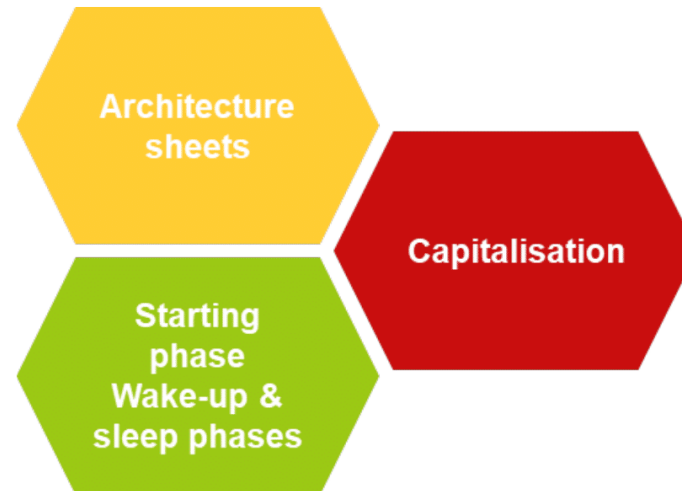 Architecture
sheets
Capitalisation
Starting
phase
Wake-up &
sleep phases